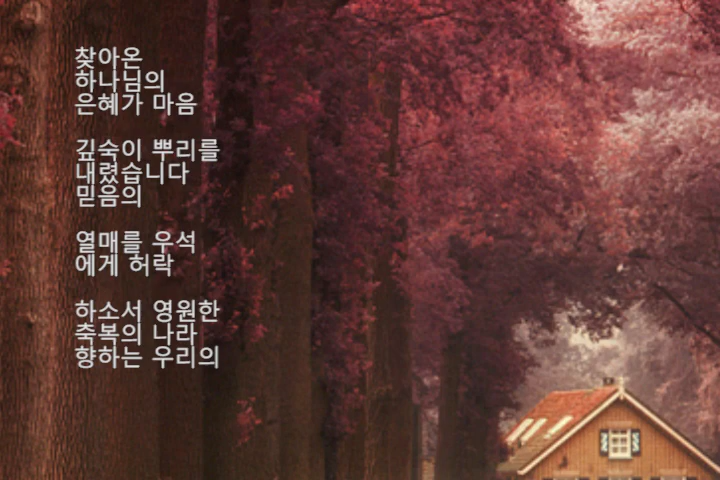 찾아온
하나님의
은혜가 마음
깊숙이 뿌리를
내렸습니다
믿음의
열매를 우석
에게 허락
하소서 영원한
축복의 나라
향하는 우리의